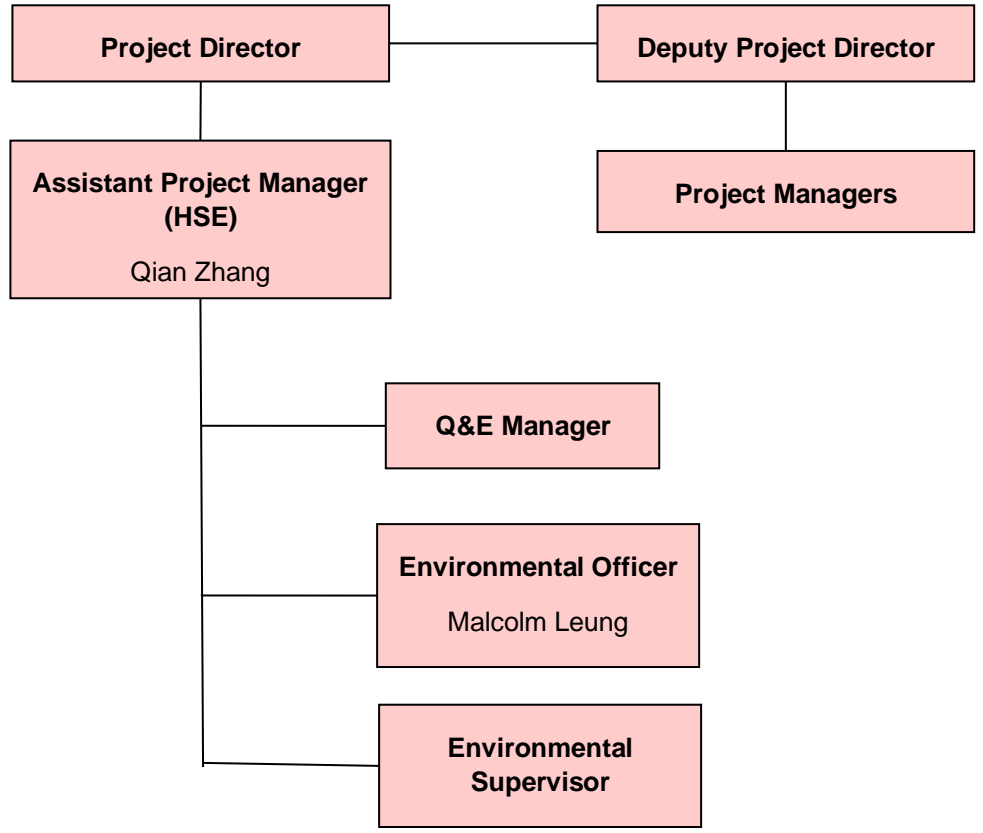 Project Director
Deputy Project Director
Assistant Project Manager
(HSE)
Qian Zhang
Project Managers
Q&E Manager
Environmental Officer
Malcolm Leung
Environmental
Supervisor